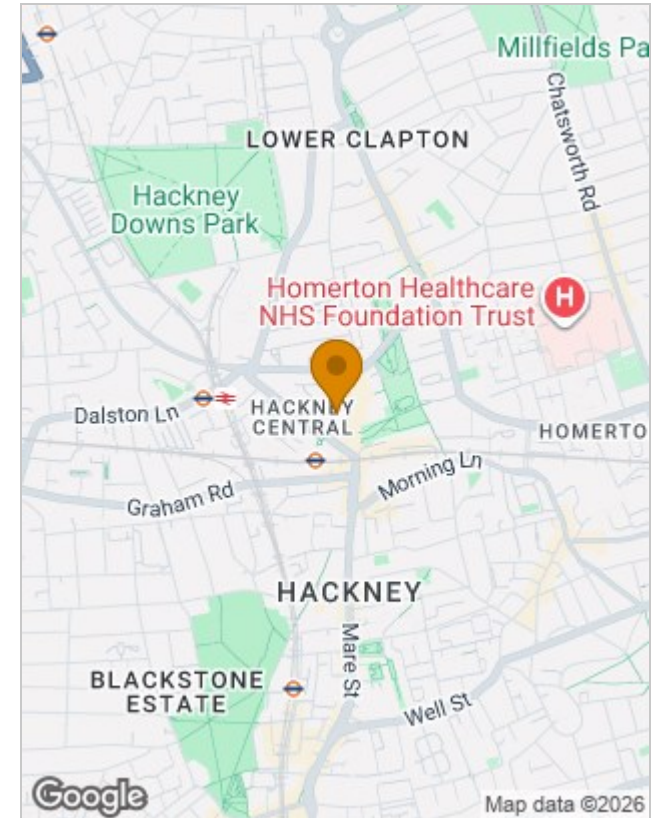 Millfields Pa
Chatsworth Rd
LOWER CLAPTON
Hackney
Downs Park
Homerton Healthcare
NHS Foundation Trust
H
Dalston Ln
HACKNEY
CENTRAL
HOMERTO
Morning Ln
Graham Rd
HACKNEY
Mare St
BLACKSTONE
ESTATE
Well St
Google
Map data ©2026